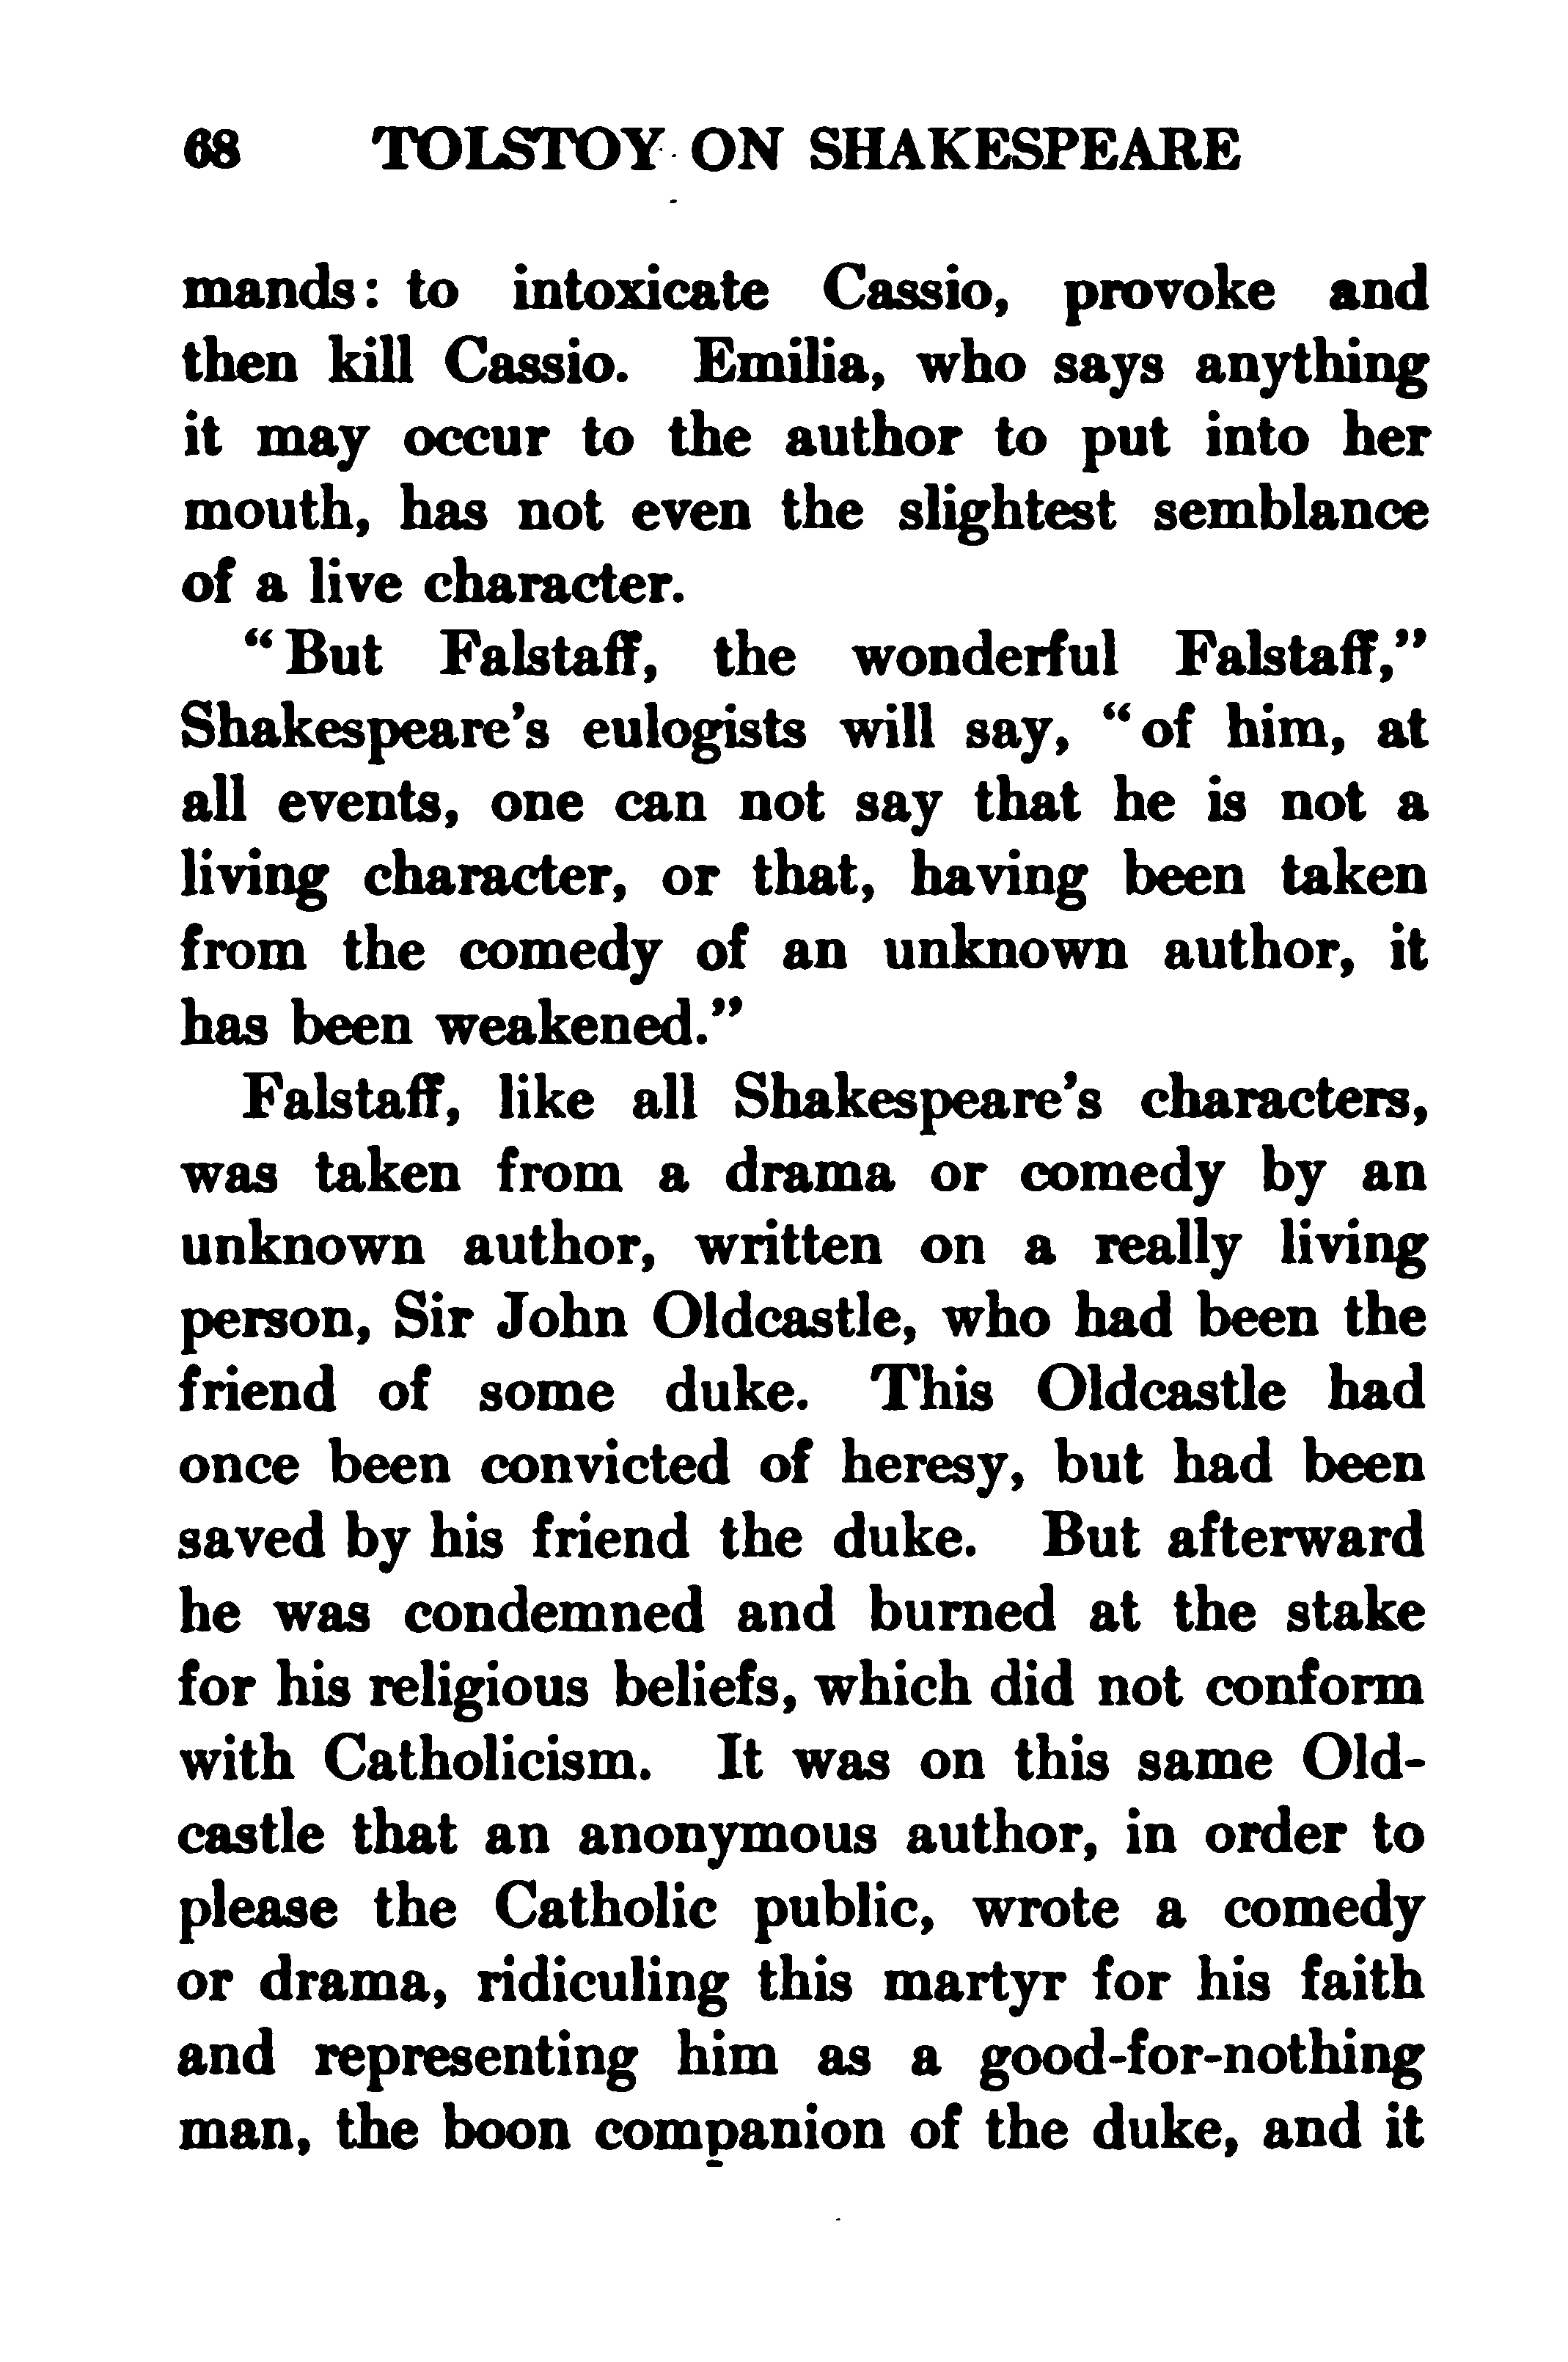 68 TOLSTOY ON SHAKESPEARE
mands: to intoxicate Cassio, provoke and
then kill Cassio. Emilia, who says anything
it may occur to the author to put into her
mouth, has not even the slightest semblance
of a live character.
"But Falstaff, the wonderful Falstaff,"
Shakespeare's eulogists will say, "of him, at
all events, one can not say that he is not a
living character, or that, having been taken
from the comedy of an unknown author, it
has been weakened."
Falstaff, like all Shakespeare's characters,
was taken from a drama or comedy by an
unknown author, written on a really living
person, Sir John Oldcastle, who had been the
friend of some duke. This Oldcastle had
once been convicted of heresy, but had been
saved by his friend the duke. But afterward
he was condemned and burned at the stake
for his religious beliefs, which did not conform
with Catholicism. It was on this same Old-
castle that an anonymous author, in order to
please the Catholic public, wrote a comedy
or drama, ridiculing this martyr for his faith
and representing him as a good-for-nothing
man, the boon companion of the duke, and it